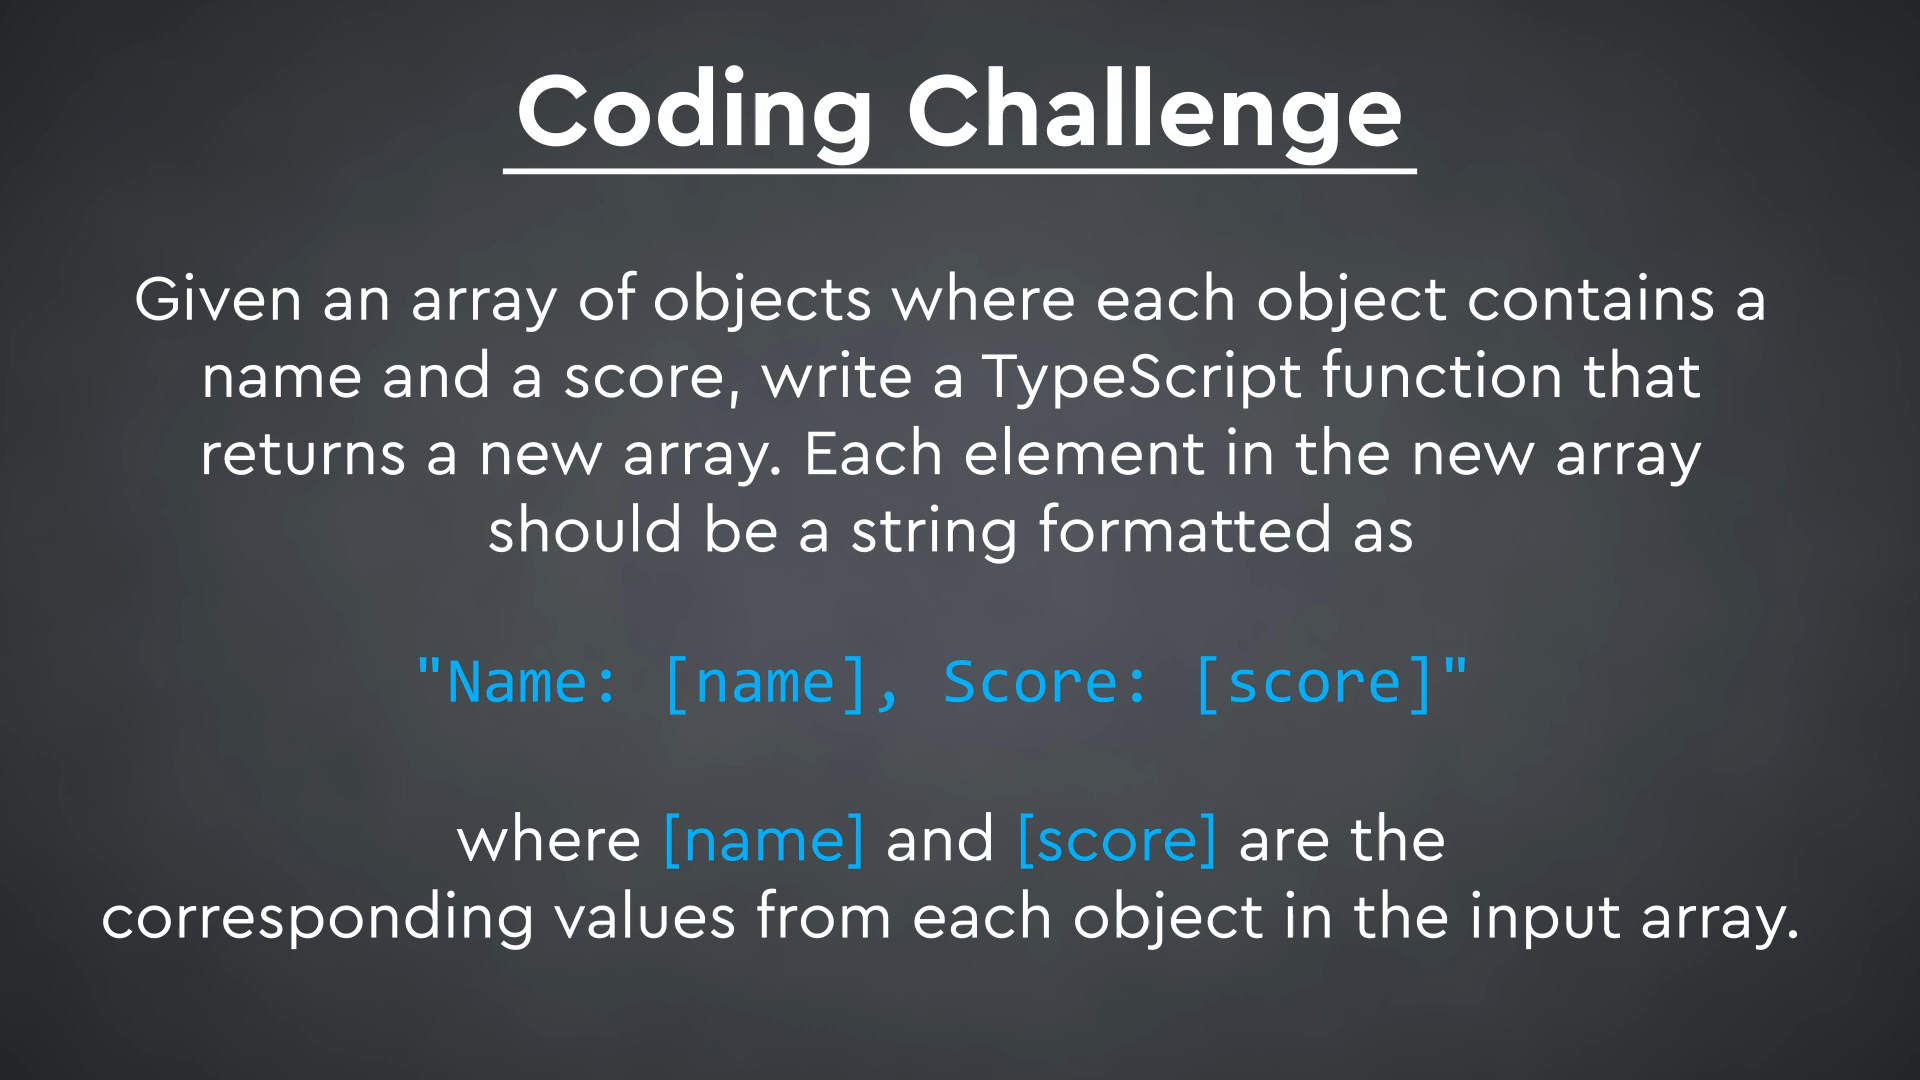 Coding Challenge
Given an array of objects where each object contains a
name and a score, write a TypeScript function that
returns a new array. Each element in the new array
should be a string formatted as
"Name: [name], Score: [score]"
where [name] and [score] are the
corresponding values from each object in the input array.